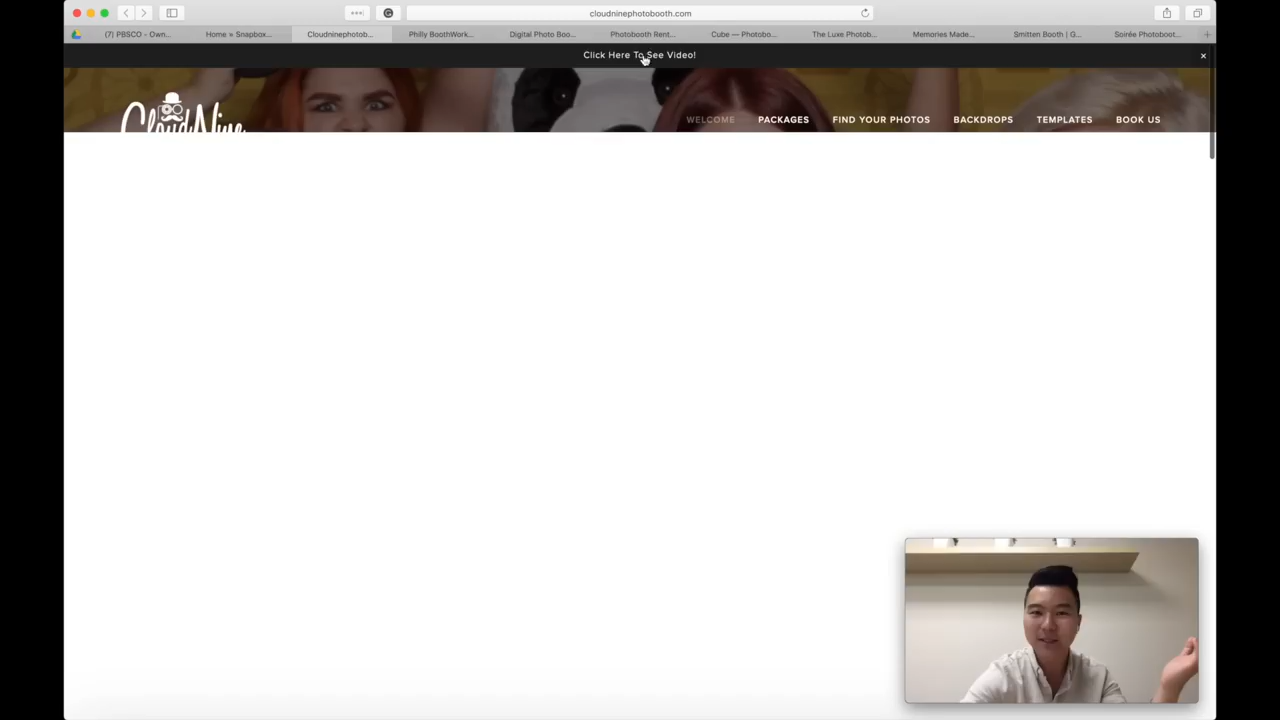 cloudninephotobooth.com
(7) PBSCO - Own... Home » Snapbox... Cloudninephotob... Philly BoothWork... Digital Photo Boo... Photobooth Rent... Cube — Photobo... The Luxe Photob... Memories Made... Smitten Booth | G... Soirée Photoboot...
Click Here To See Video!
CloudNine
WELCOME PACKAGES FIND YOUR PHOTOS BACKDROPS TEMPLATES BOOK US